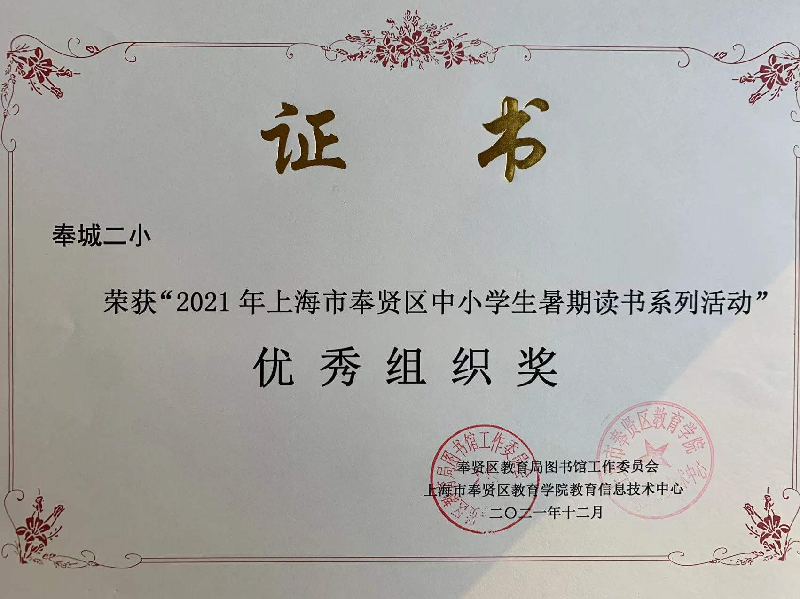 证 书
奉城二小
荣获“2021年上海市奉贤区中小学生暑期读书系列活动”
优秀组织奖
奉贤区教育局图书馆工作委员会
上海市奉贤区教育学院教育信息技术中心
二〇二一年十二月